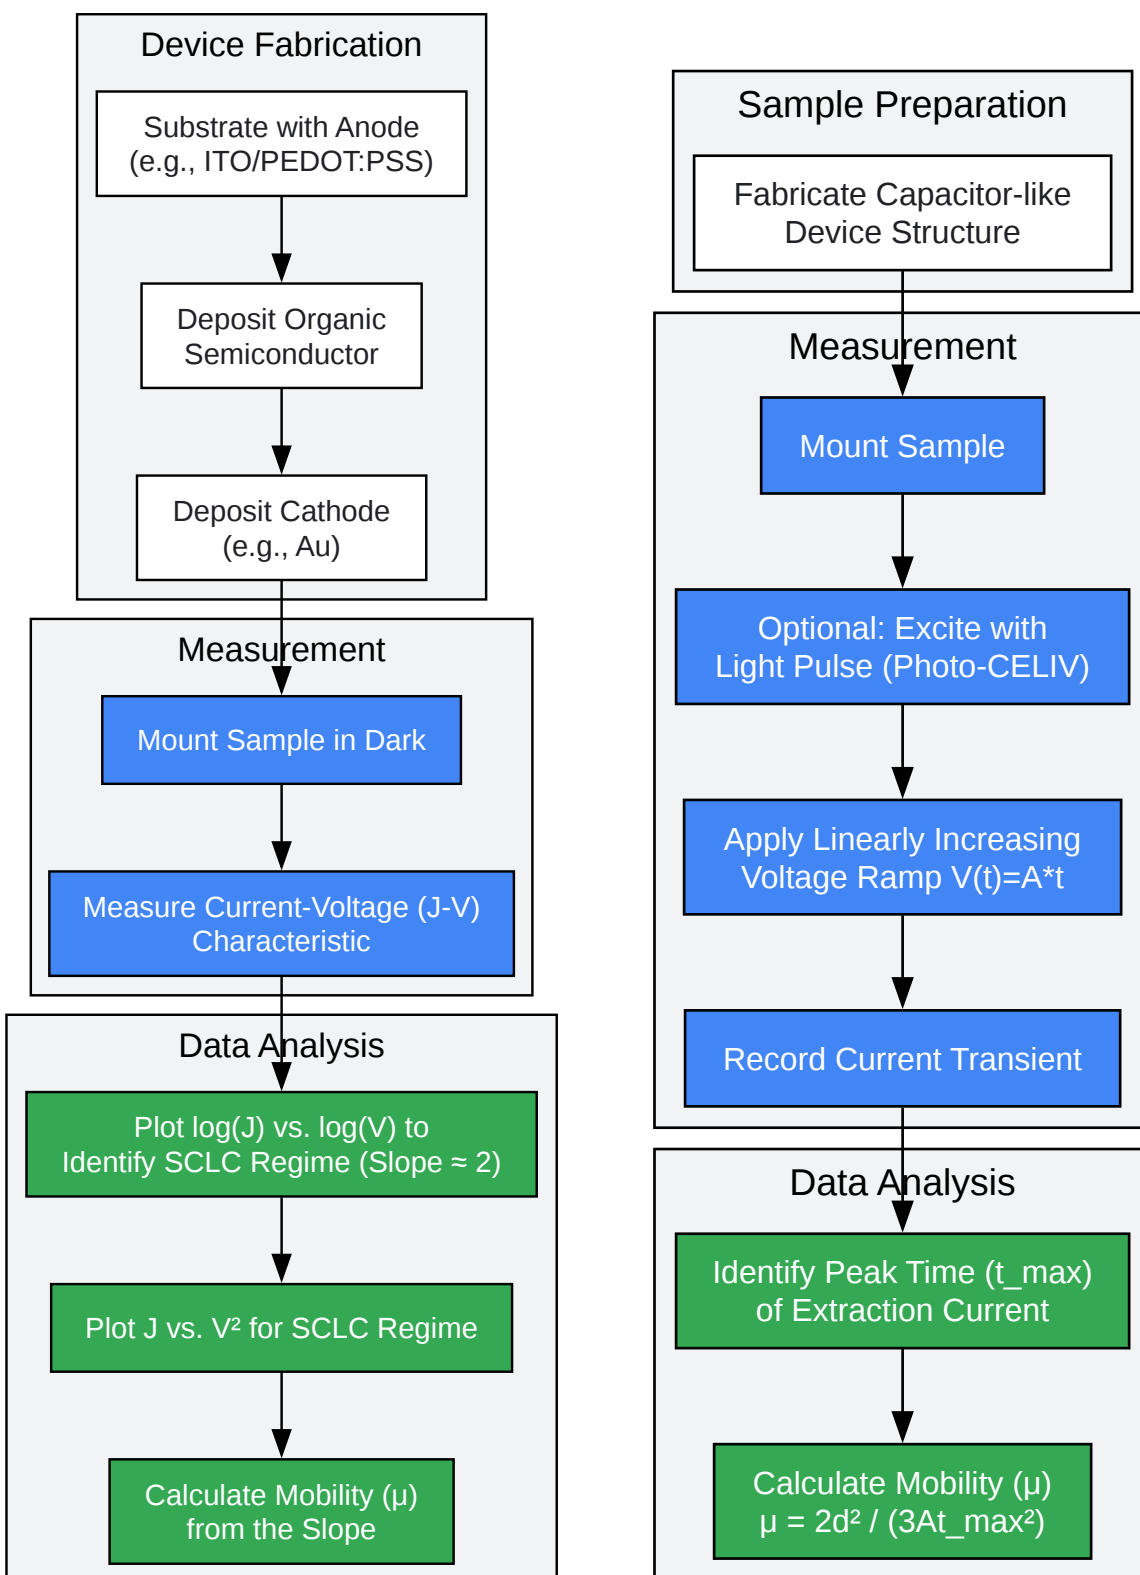 Device Fabrication
Substrate with Anode
(e.g., ITO/PEDOT:PSS)
Deposit Organic
Semiconductor
Deposit Cathode
(e.g., Au)
Measurement
Mount Sample in Dark
Measure Current-Voltage (J-V)
Characteristic
Data Analysis
Plot log(J) vs. log(V) to
Identify SCLC Regime (Slope ≈ 2)
Plot J vs. V² for SCLC Regime
Calculate Mobility (μ)
from the Slope
Sample Preparation
Fabricate Capacitor-like
Device Structure
Measurement
Mount Sample
Optional: Excite with
Light Pulse (Photo-CELIV)
Apply Linearly Increasing
Voltage Ramp V(t)=A*t
Record Current Transient
Data Analysis
Identify Peak Time (t_max)
of Extraction Current
Calculate Mobility (μ)
μ = 2d² / (3At_max²)